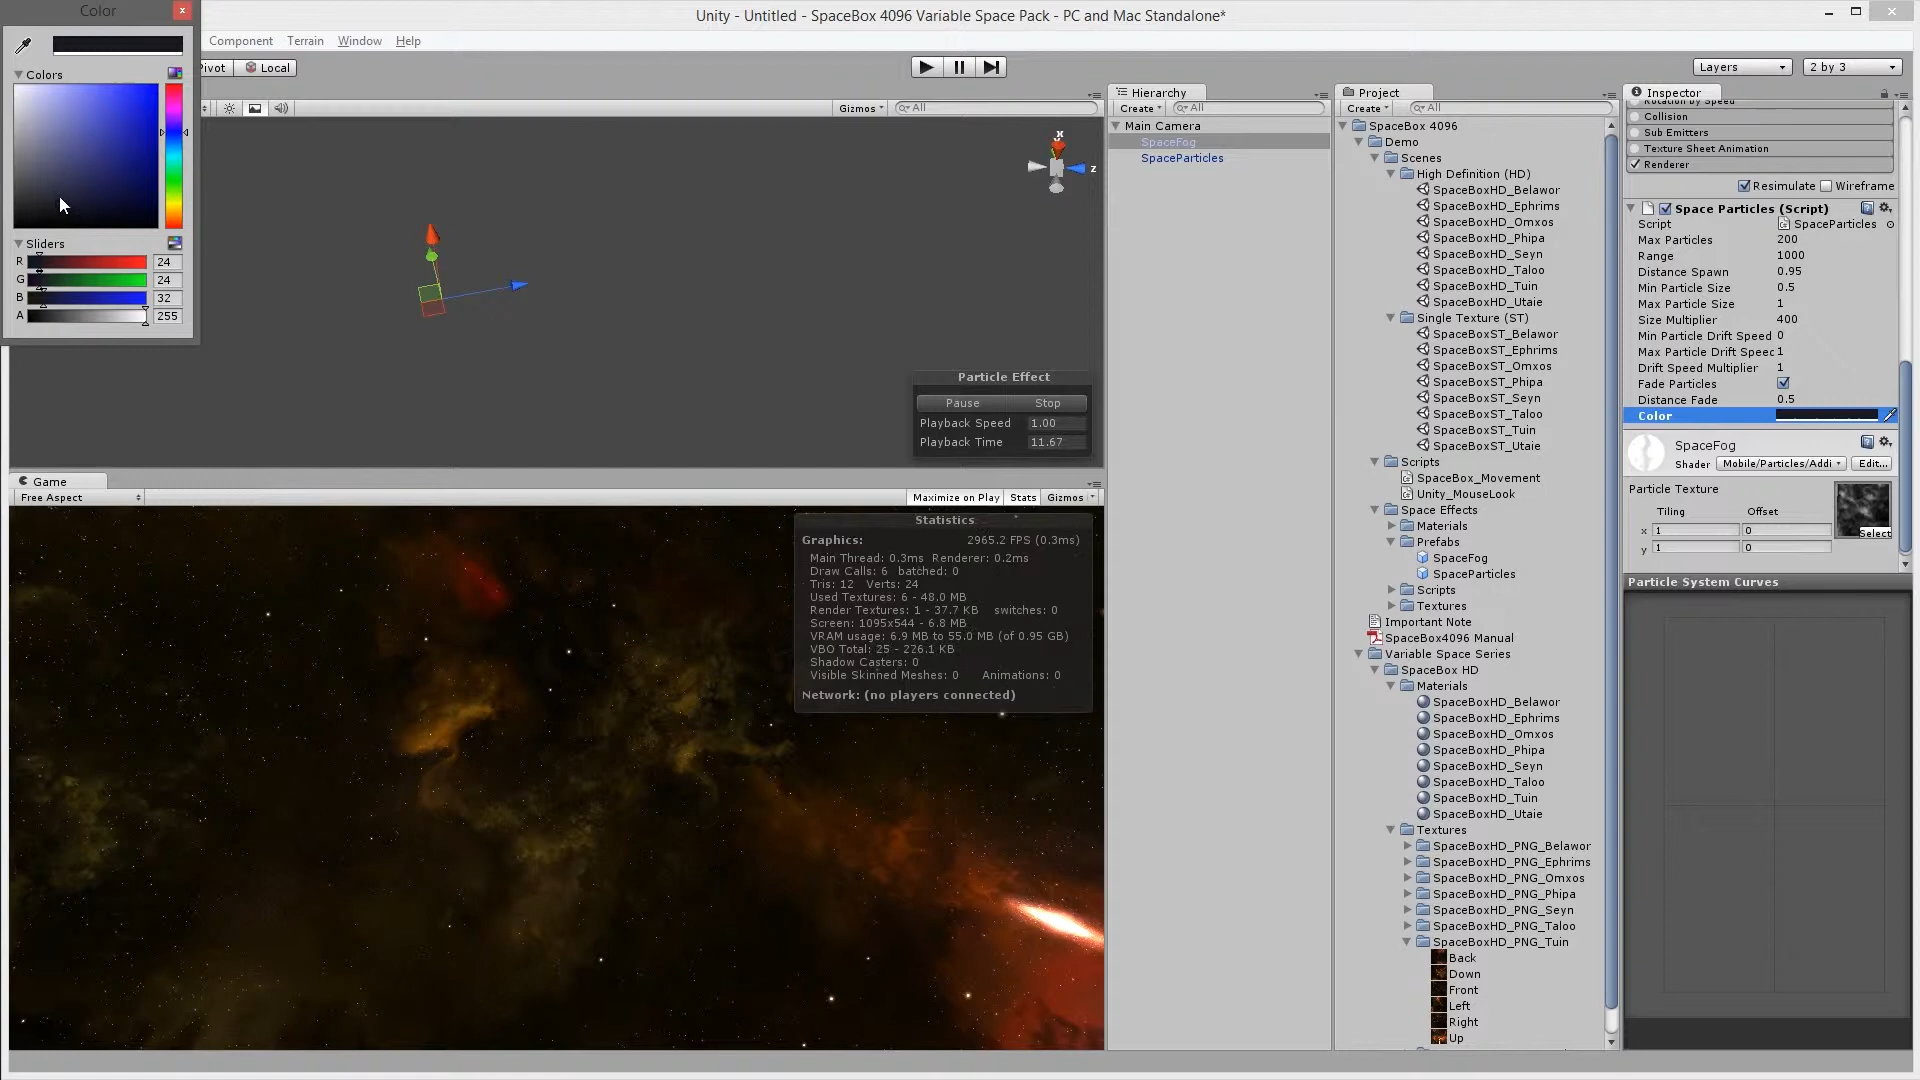 Color
Unity - Untitled - SpaceBox 4096 Variable Space Pack - PC and Mac Standalone*
Component Terrain Window Help
Pivot Local
Layers 2 by 3
Colors
Sliders
R 24
G 24
B 32
A 255
Gizmos All
Particle Effect
Pause Stop
Playback Speed 1.00
Playback Time 11.67
x
z
Game
Free Aspect
Maximize on Play Stats Gizmos
Statistics
Graphics: 2965.2 FPS (0.3ms)
Main Thread: 0.3ms Renderer: 0.2ms
Draw Calls: 6 batched: 0
Tris: 12 Verts: 24
Used Textures: 6 - 48.0 MB
Render Textures: 1 - 37.7 KB switches: 0
Screen: 1095x544 - 6.8 MB
VRAM usage: 6.9 MB to 55.0 MB (of 0.95 GB)
VBO Total: 25 - 226.1 KB
Shadow Casters: 0
Visible Skinned Meshes: 0 Animations: 0
Network: (no players connected)
Hierarchy
Create All
Main Camera
SpaceFog
SpaceParticles
Project
Create All
SpaceBox 4096
Demo
Scenes
High Definition (HD)
SpaceBoxHD_Belawor
SpaceBoxHD_Ephrims
SpaceBoxHD_Omxos
SpaceBoxHD_Phipa
SpaceBoxHD_Seyn
SpaceBoxHD_Taloo
SpaceBoxHD_Tuin
SpaceBoxHD_Utaie
Single Texture (ST)
SpaceBoxST_Belawor
SpaceBoxST_Ephrims
SpaceBoxST_Omxos
SpaceBoxST_Phipa
SpaceBoxST_Seyn
SpaceBoxST_Taloo
SpaceBoxST_Tuin
SpaceBoxST_Utaie
Scripts
SpaceBox_Movement
Unity_MouseLook
Space Effects
Materials
Prefabs
SpaceFog
SpaceParticles
Scripts
Textures
Important Note
SpaceBox4096 Manual
Variable Space Series
SpaceBox HD
Materials
SpaceBoxHD_Belawor
SpaceBoxHD_Ephrims
SpaceBoxHD_Omxos
SpaceBoxHD_Phipa
SpaceBoxHD_Seyn
SpaceBoxHD_Taloo
SpaceBoxHD_Tuin
SpaceBoxHD_Utaie
Textures
SpaceBoxHD_PNG_Belawor
SpaceBoxHD_PNG_Ephrims
SpaceBoxHD_PNG_Omxos
SpaceBoxHD_PNG_Phipa
SpaceBoxHD_PNG_Seyn
SpaceBoxHD_PNG_Taloo
SpaceBoxHD_PNG_Tuin
Back
Down
Front
Left
Right
Up
Inspector
Rotation by Speed
Collision
Sub Emitters
Texture Sheet Animation
Renderer
Resimulate Wireframe
Space Particles (Script)
Script SpaceParticles
Max Particles 200
Range 1000
Distance Spawn 0.95
Min Particle Size 0.5
Max Particle Size 1
Size Multiplier 400
Min Particle Drift Speed 0
Max Particle Drift Speec 1
Drift Speed Multiplier 1
Fade Particles
Distance Fade 0.5
Color
SpaceFog
Shader Mobile/Particles/Addi Edit...
Particle Texture
Tiling Offset
x 1 0
y 1 0
Select
Particle System Curves